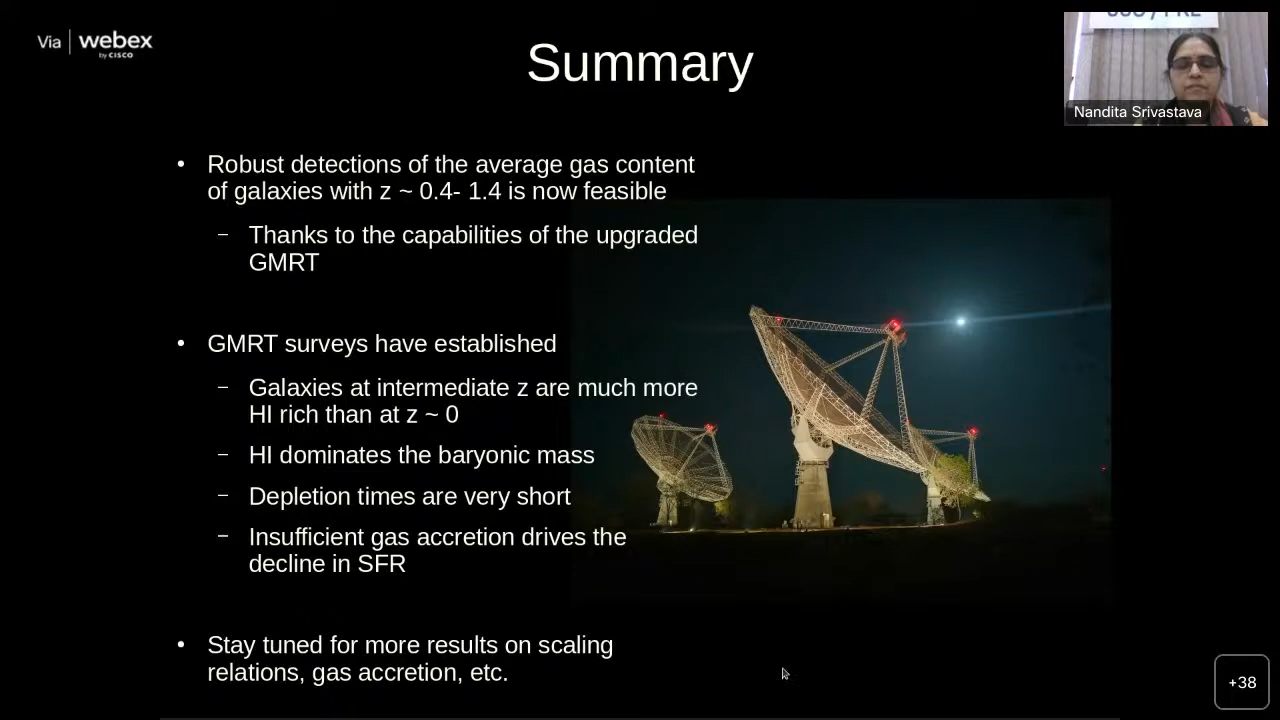 Via webex
by CISCO
Summary
Nandita Srivastava
• Robust detections of the average gas content
of galaxies with z ~ 0.4- 1.4 is now feasible
– Thanks to the capabilities of the upgraded
GMRT
• GMRT surveys have established
– Galaxies at intermediate z are much more
HI rich than at z ~ 0
– HI dominates the baryonic mass
– Depletion times are very short
– Insufficient gas accretion drives the
decline in SFR
• Stay tuned for more results on scaling
relations, gas accretion, etc.
+38